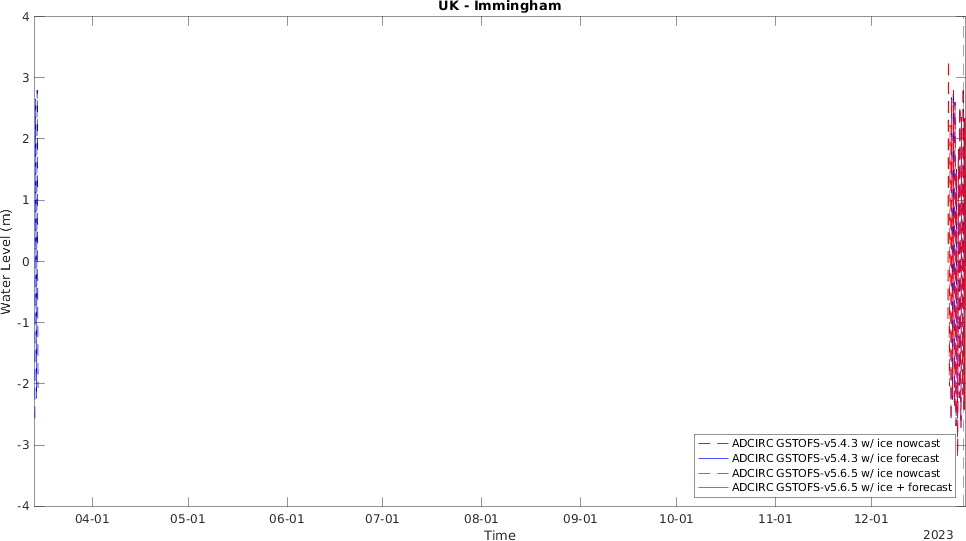 UK - Immingham
4
3
2
1
0
-1
-2
-3
-4
Water Level (m)
ADCIRC GSTOFS-v5.4.3 w/ ice nowcast
ADCIRC GSTOFS-v5.4.3 w/ ice forecast
ADCIRC GSTOFS-v5.6.5 w/ ice nowcast
ADCIRC GSTOFS-v5.6.5 w/ ice + forecast
04-01 05-01 06-01 07-01 08-01 09-01 10-01 11-01 12-01
Time
2023